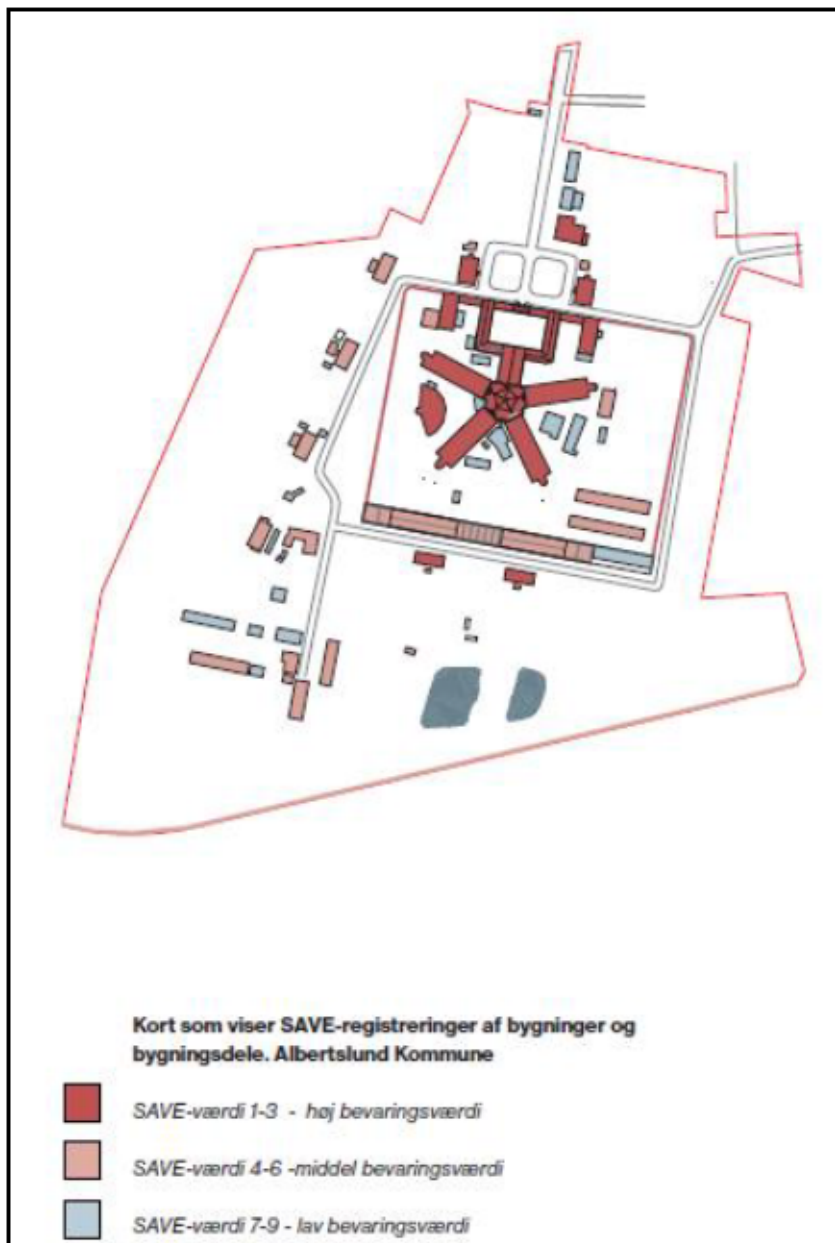 Kort som viser SAVE-registreringer af bygninger og
bygningsdele. Albertslund Kommune
SAVE-værdi 1-3 - høj bevaringsværdi
SAVE-værdi 4-6 -middel bevaringsværdi
SAVE-værdi 7-9 - lav bevaringsværdi